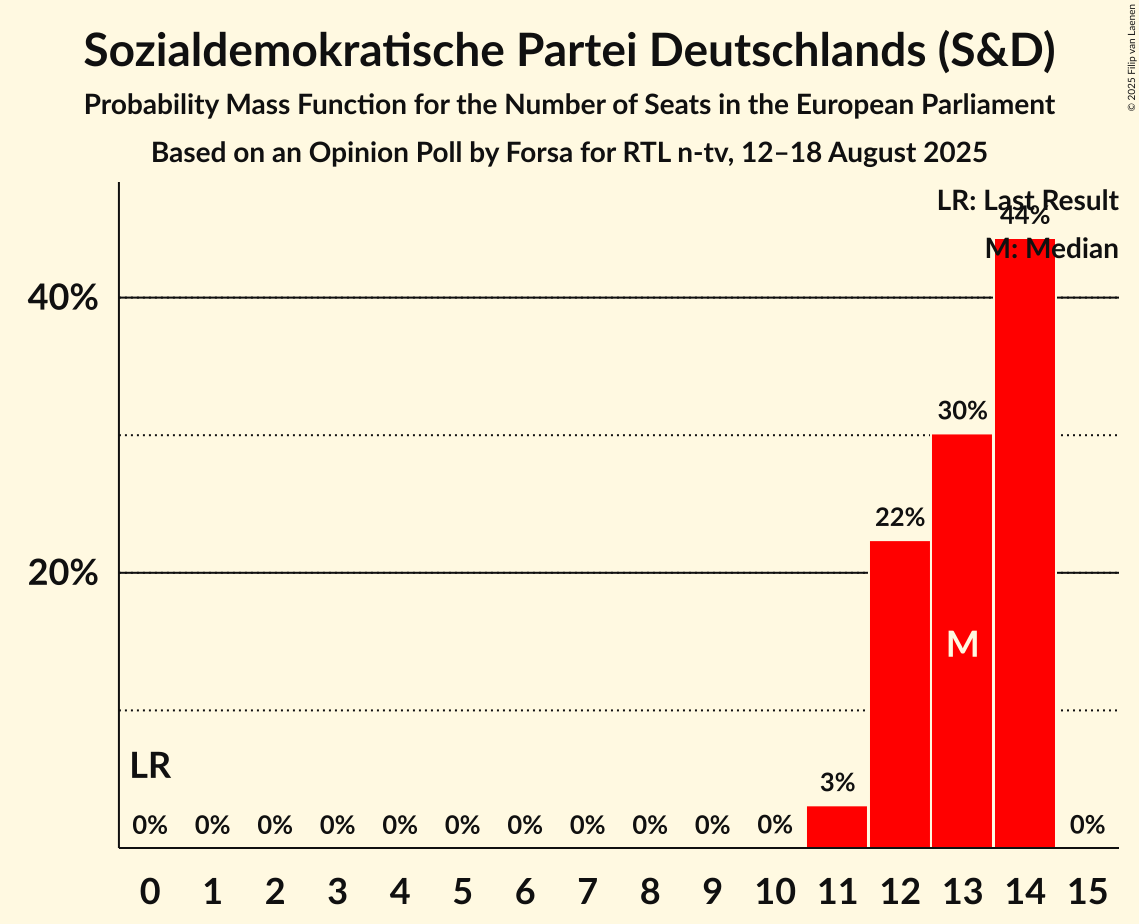 Sozialdemokratische Partei Deutschlands (S&D)
Probability Mass Function for the Number of Seats in the European Parliament
Based on an Opinion Poll by Forsa for RTL n-tv, 12–18 August 2025
© 2025 Filip van Laenen
LR: Last Result
M: Median
44%
40%
30%
22%
20%
M
LR
3%
0% 0% 0% 0% 0% 0% 0% 0% 0% 0% 0% 0%
0 1 2 3 4 5 6 7 8 9 10 11 12 13 14 15